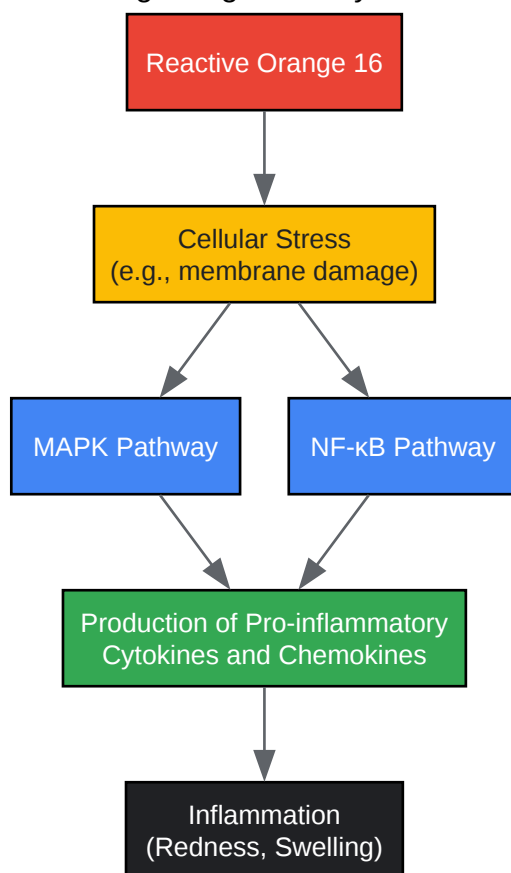 Reactive Orange 16
Cellular Stress
(e.g., membrane damage)
MAPK Pathway
NF-κB Pathway
Production of Pro-inflammatory
Cytokines and Chemokines
Inflammation
(Redness, Swelling)